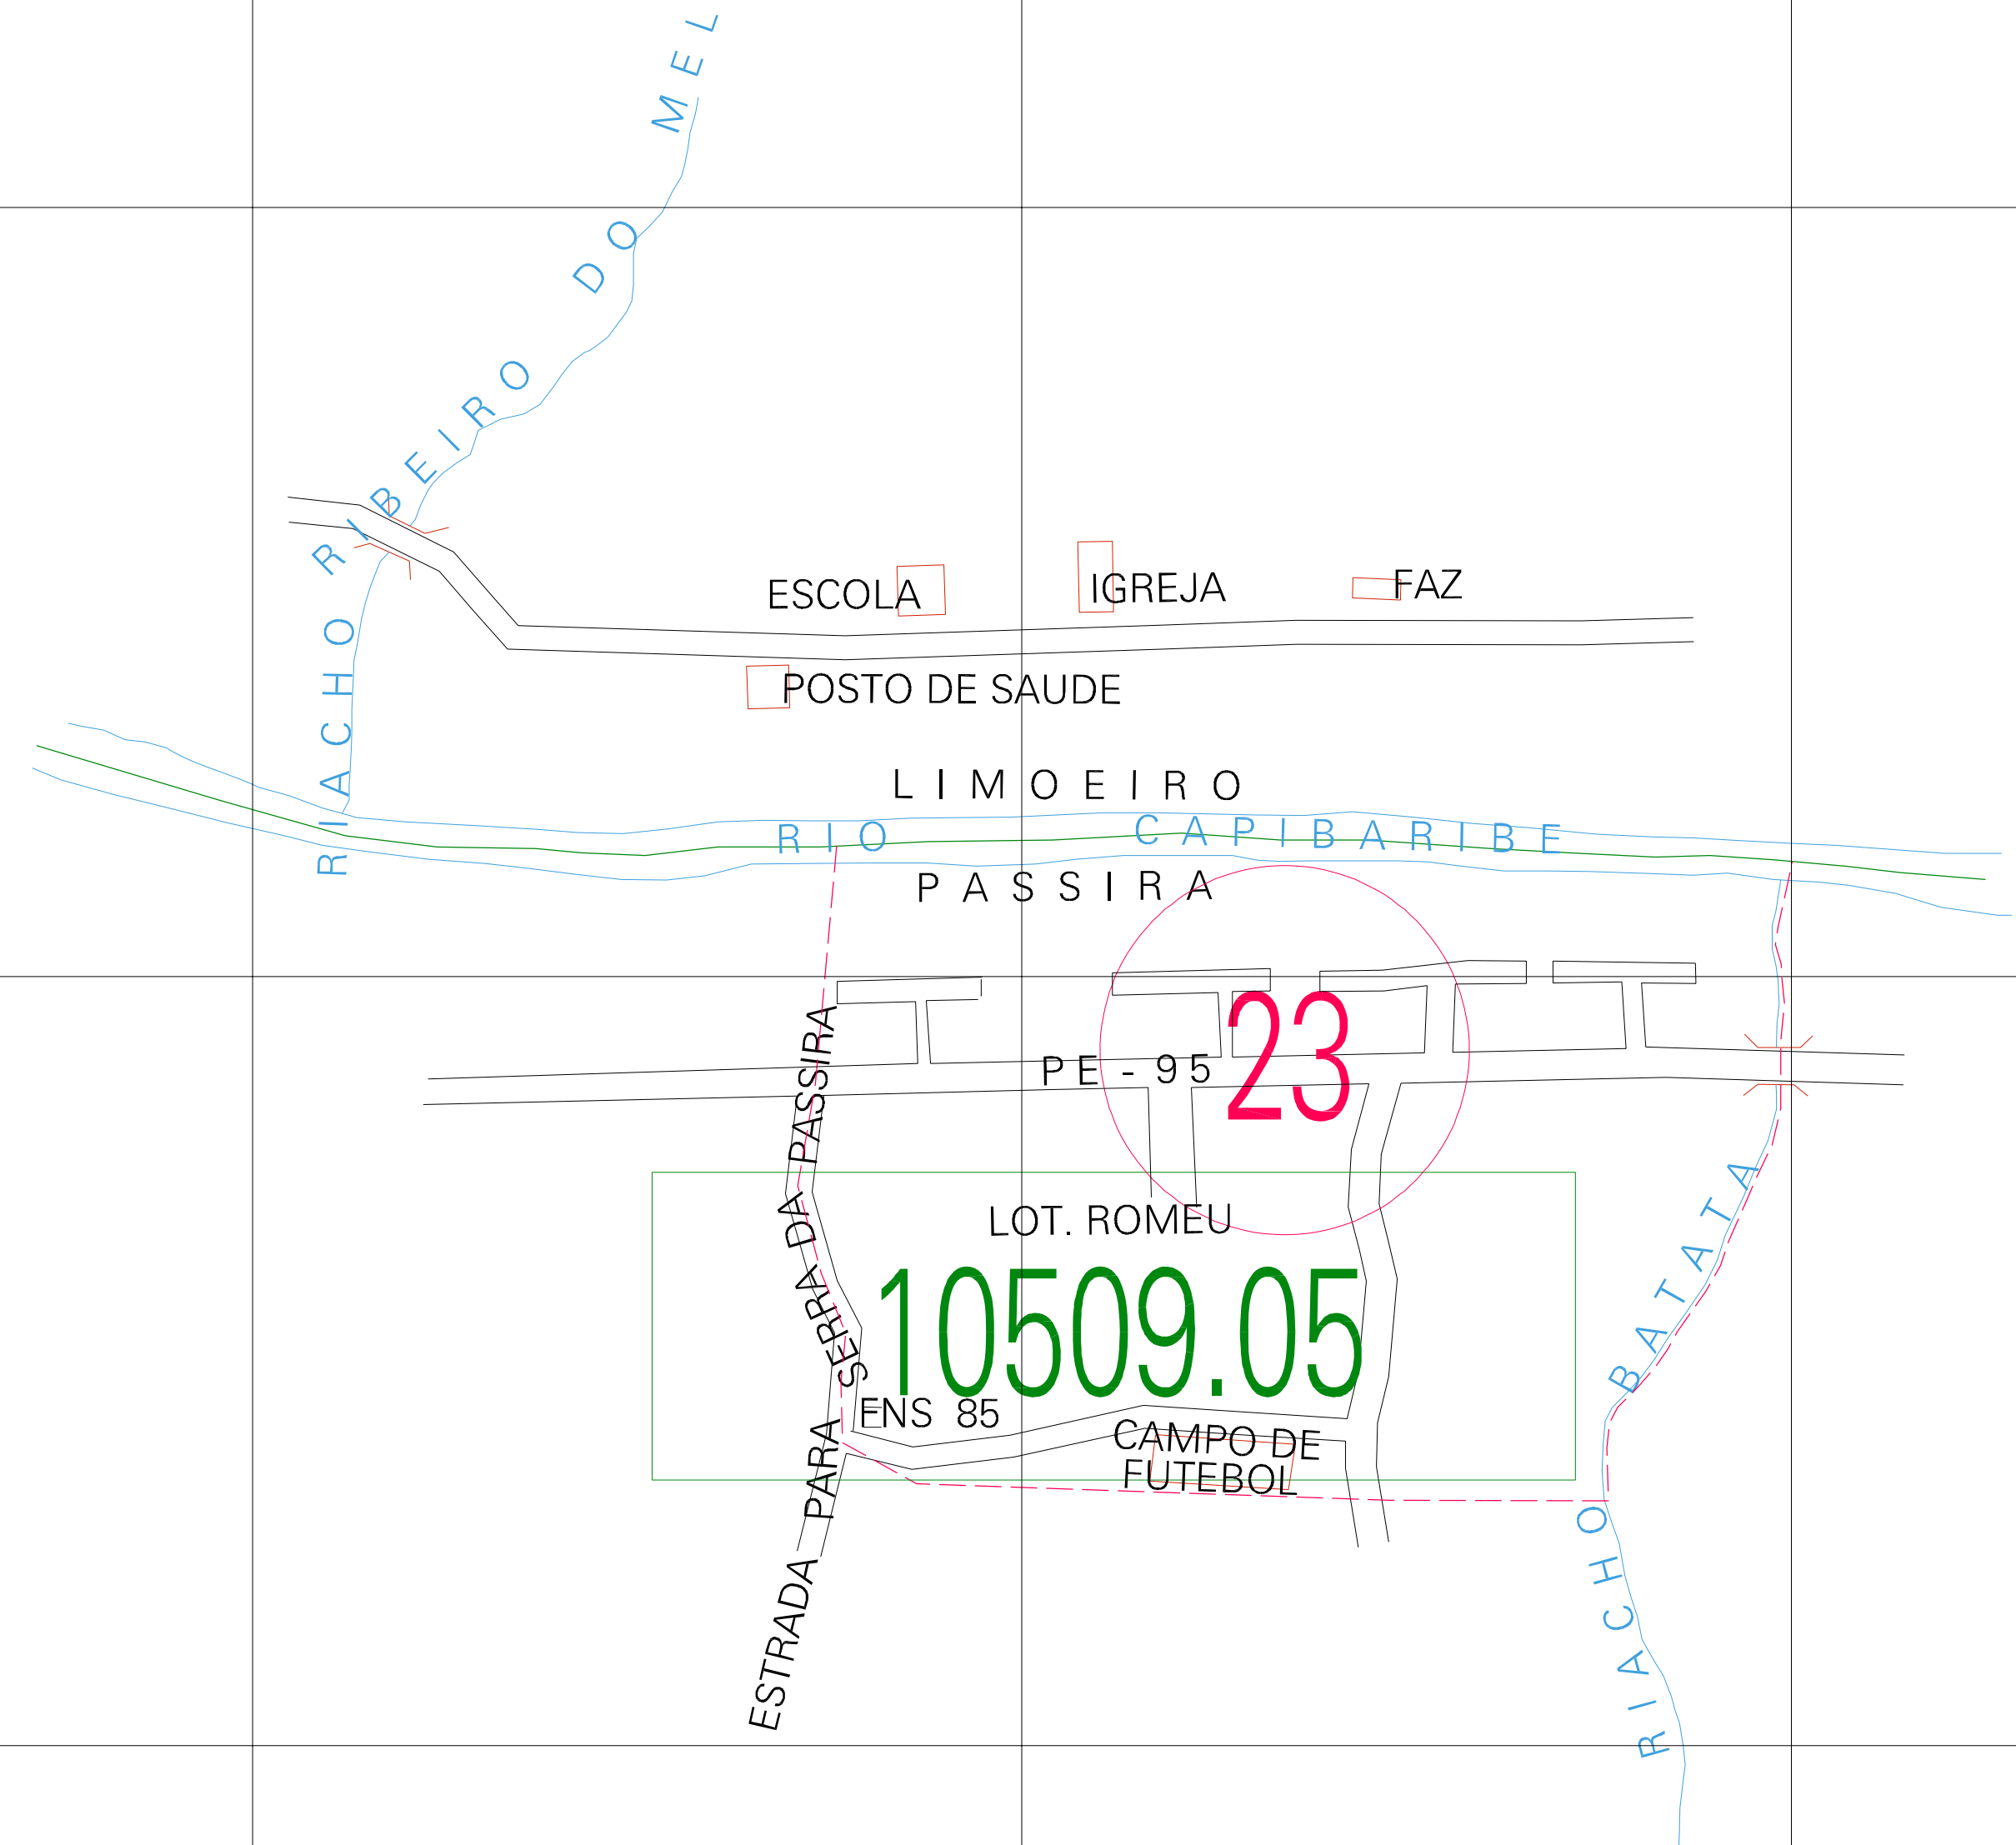 RIACHO RIBEIRO DO MEL
ESCOLA
IGREJA
FAZ
POSTO DE SAUDE
LIMOEIRO
RIO CAPIBARIBE
PASSIRA
23
PE - 95
LOT. ROMEU
10509.05
ENS 85
CAMPO DE
FUTEBOL
ESTRADA PARA SERRA DA PASSIRA
RIACHO BATATA